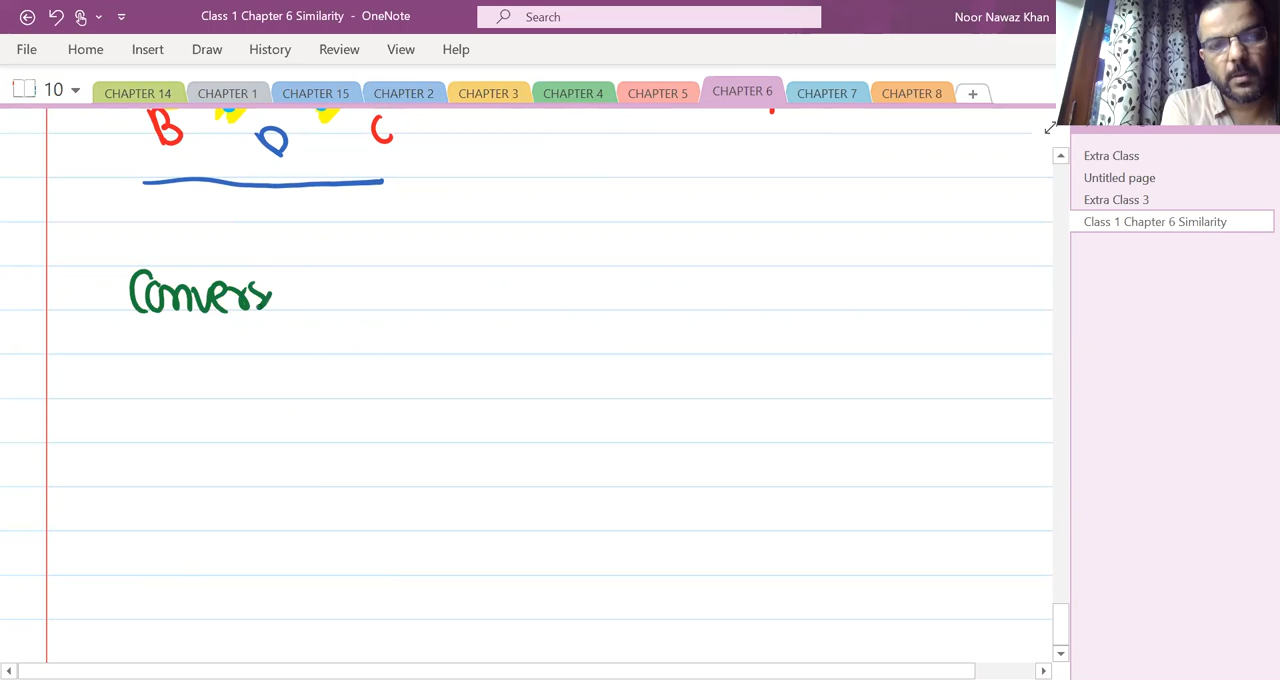 Class 1 Chapter 6 Similarity - OneNote
Search
Noor Nawaz Khan
File Home Insert Draw History Review View Help
10 CHAPTER 14 CHAPTER 1 CHAPTER 15 CHAPTER 2 CHAPTER 3 CHAPTER 4 CHAPTER 5 CHAPTER 6 CHAPTER 7 CHAPTER 8 +
B D C
Convers
Extra Class
Untitled page
Extra Class 3
Class 1 Chapter 6 Similarity